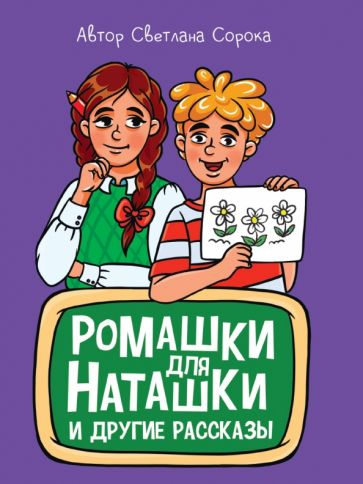 Автор Светлана Сорока
Ромашки
для
Наташки
и другие рассказы